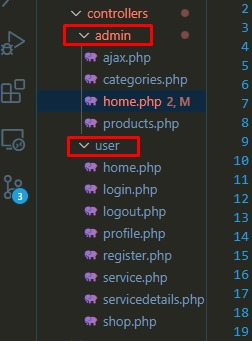 controllers
admin
ajax.php
categories.php
home.php 2, M
products.php
user
home.php
login.php
logout.php
profile.php
register.php
service.php
servicedetails.php
shop.php
3
2
3
4
5
6
7
8
9
10
11
12
13
14
15
16
17
18
19